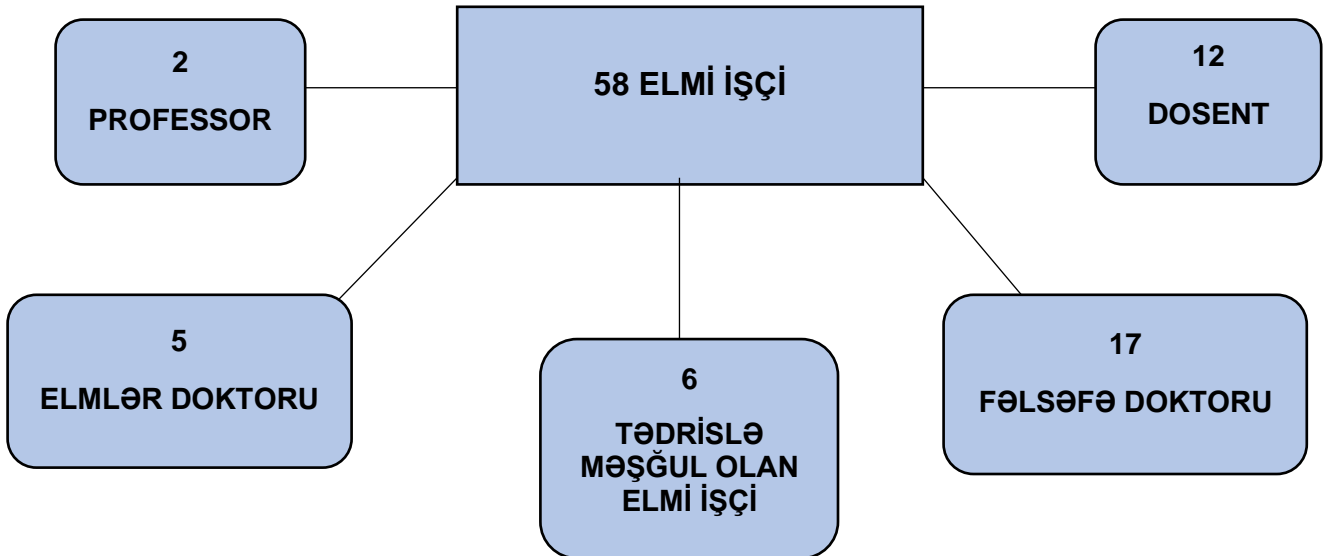 2
PROFESSOR
58 ELMİ İŞÇİ
12
DOSENT
5
ELMLƏR DOKTORU
6
TƏDRİSLƏ
MƏŞĞUL OLAN
ELMİ İŞÇİ
17
FƏLSƏFƏ DOKTORU